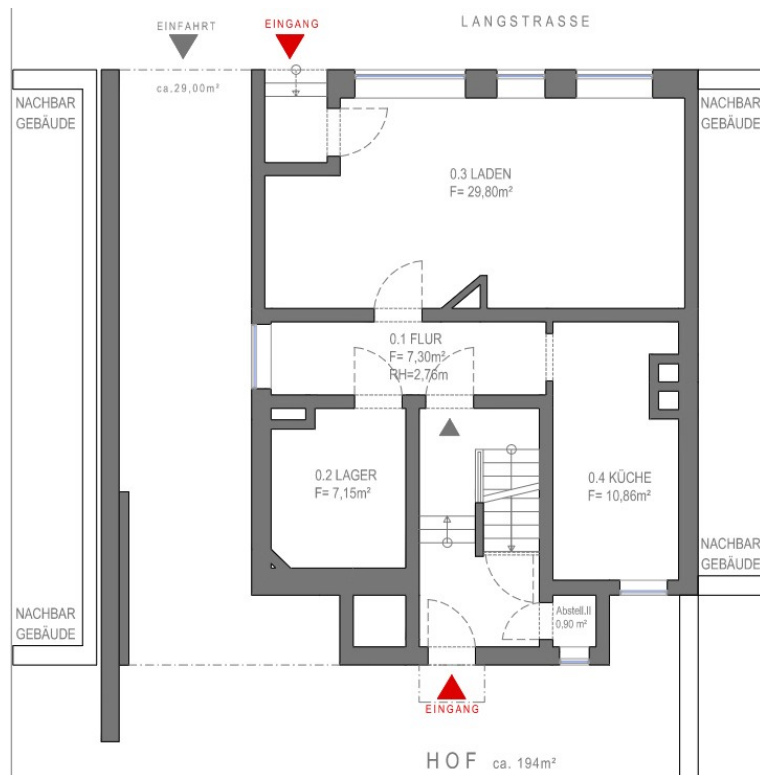 LANGSTRASSE
EINFAHRT
EINGANG
ca.29,00m²
NACHBAR
GEBÄUDE
NACHBAR
GEBÄUDE
0.3 LADEN
F= 29,80m²
0.1 FLUR
F= 7,30m²
RH=2,76m
0.2 LAGER
F= 7,15m²
0.4 KÜCHE
F= 10,86m²
NACHBAR
GEBÄUDE
NACHBAR
GEBÄUDE
Abstell.II
0,90 m²
EINGANG
HOF ca. 194m²